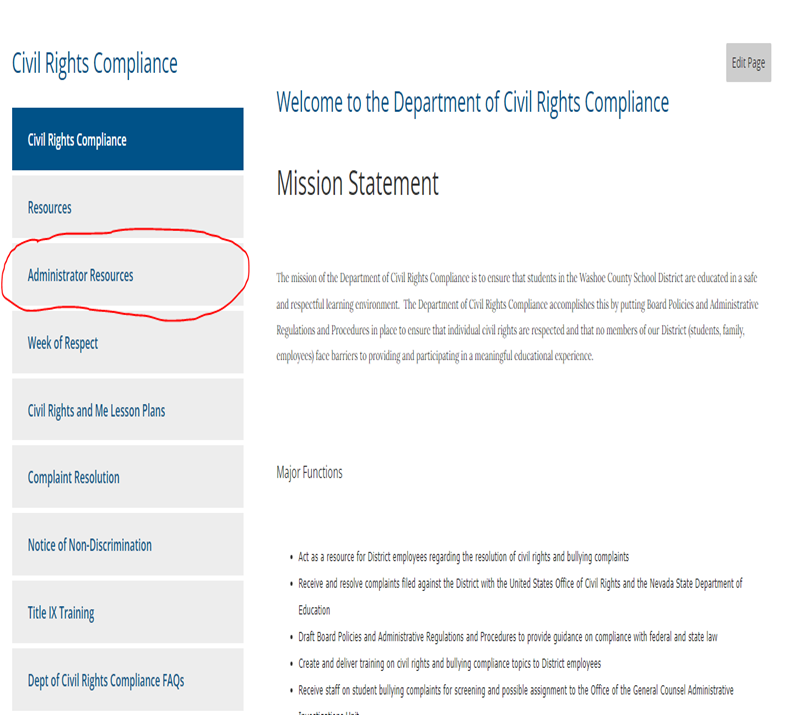 Civil Rights Compliance
Edit Page
Civil Rights Compliance
Resources
Administrator Resources
Week of Respect
Civil Rights and Me Lesson Plans
Complaint Resolution
Notice of Non-Discrimination
Title IX Training
Dept of Civil Rights Compliance FAQs
Welcome to the Department of Civil Rights Compliance
Mission Statement
The mission of the Department of Civil Rights Compliance is to ensure that students in the Washoe County School District are educated in a safe
and respectful learning environment. The Department of Civil Rights Compliance accomplishes this by putting Board Policies and Administrative
Regulations and Procedures in place to ensure that individual civil rights are respected and that no members of our District (students, family,
employees) face barriers to providing and participating in a meaningful educational experience.
Major Functions
• Act as a resource for District employees regarding the resolution of civil rights and bullying complaints
• Receive and resolve complaints filed against the District with the United States Office of Civil Rights and the Nevada State Department of
Education
• Draft Board Policies and Administrative Regulations and Procedures to provide guidance on compliance with federal and state law
• Create and deliver training on civil rights and bullying compliance topics to District employees
• Receive staff on student bullying complaints for screening and possible assignment to the Office of the General Counsel Administrative
Investigations Unit